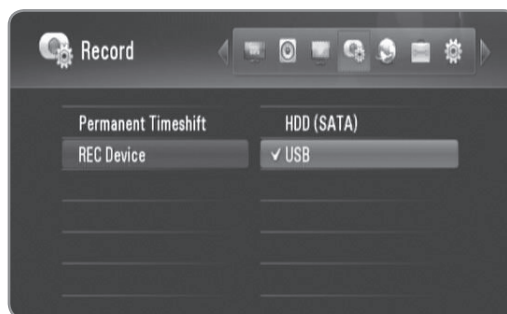 Record
Permanent Timeshift
HDD (SATA)
REC Device
✓ USB